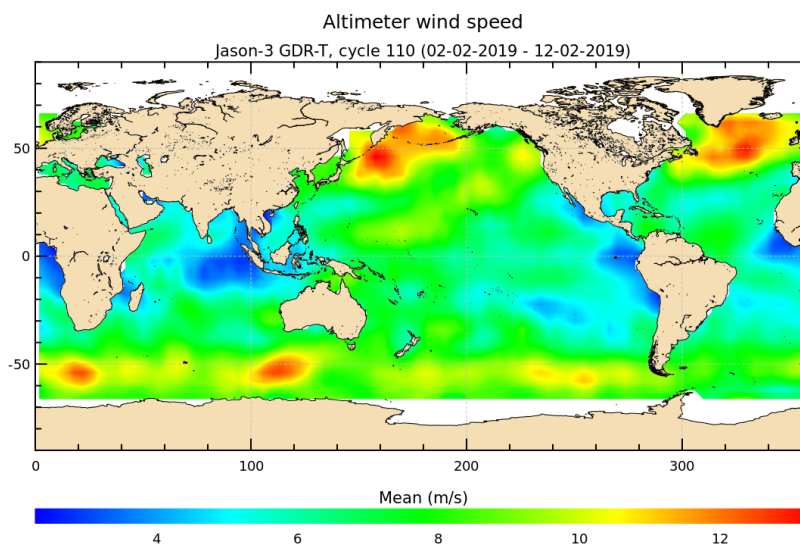 Altimeter wind speed
Jason-3 GDR-T, cycle 110 (02-02-2019 - 12-02-2019)
50
0
-50
0 100 200 300
Mean (m/s)
4 6 8 10 12